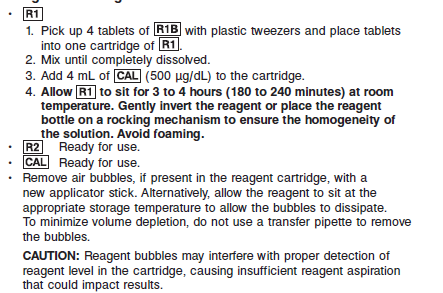 • R1
1. Pick up 4 tablets of R1B with plastic tweezers and place tablets
into one cartridge of R1.
2. Mix until completely dissolved.
3. Add 4 mL of CAL (500 µg/dL) to the cartridge.
4. Allow R1 to sit for 3 to 4 hours (180 to 240 minutes) at room
temperature. Gently invert the reagent or place the reagent
bottle on a rocking mechanism to ensure the homogeneity of
the solution. Avoid foaming.
• R2 Ready for use.
• CAL Ready for use.
• Remove air bubbles, if present in the reagent cartridge, with a
new applicator stick. Alternatively, allow the reagent to sit at the
appropriate storage temperature to allow the bubbles to dissipate.
To minimize volume depletion, do not use a transfer pipette to remove
the bubbles.
CAUTION: Reagent bubbles may interfere with proper detection of
reagent level in the cartridge, causing insufficient reagent aspiration
that could impact results.